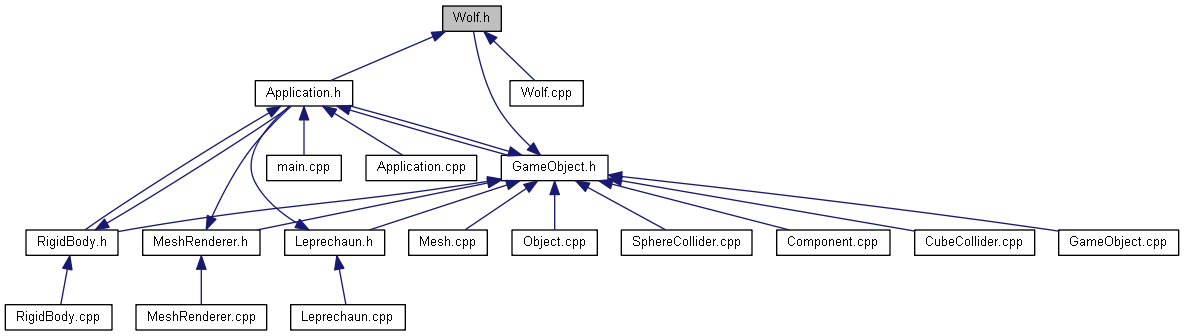 Wolf.h
Application.h
Wolf.cpp
main.cpp
Application.cpp
GameObject.h
RigidBody.h
MeshRenderer.h
Leprechaun.h
Mesh.cpp
Object.cpp
SphereCollider.cpp
Component.cpp
CubeCollider.cpp
GameObject.cpp
RigidBody.cpp
MeshRenderer.cpp
Leprechaun.cpp